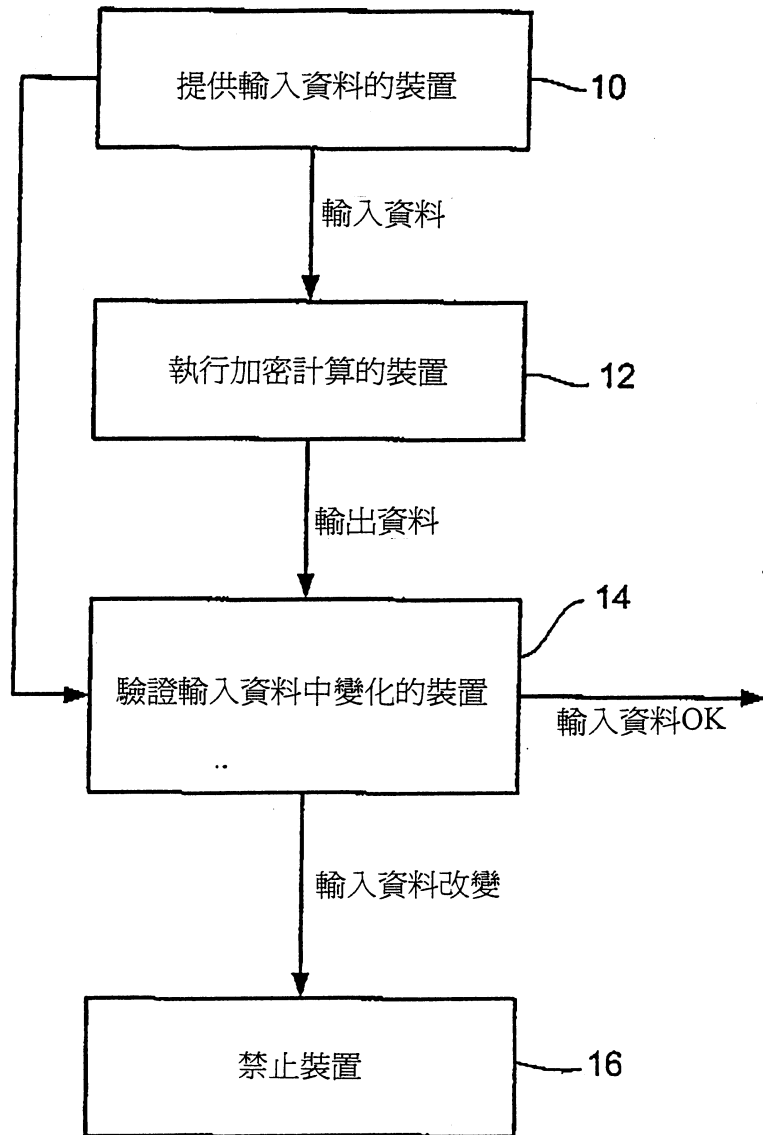 提供輸入資料的裝置
10
輸入資料
執行加密計算的裝置
12
輸出資料
14
驗證輸入資料中變化的裝置
輸入資料OK
輸入資料改變
禁止裝置
16